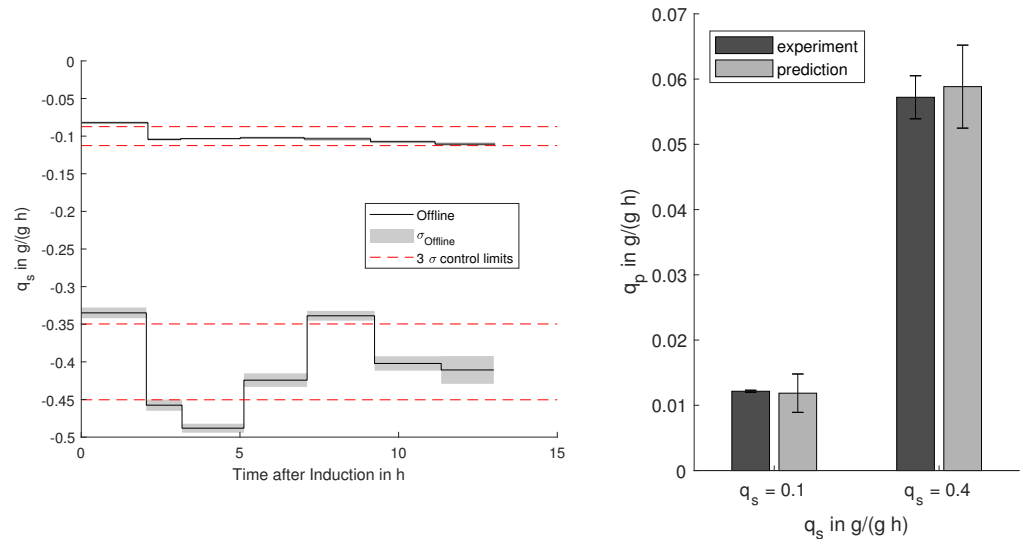 0
-0.05
-0.1
-0.15
-0.2
-0.25
-0.3
-0.35
-0.4
-0.45
-0.5
q_s in g/(g h)
0 5 10 15
Time after Induction in h
Offline
σ_Offline
3 σ control limits
0.07
0.06
0.05
0.04
0.03
0.02
0.01
0
q_p in g/(g h)
experiment
prediction
q_s = 0.1 q_s = 0.4
q_s in g/(g h)